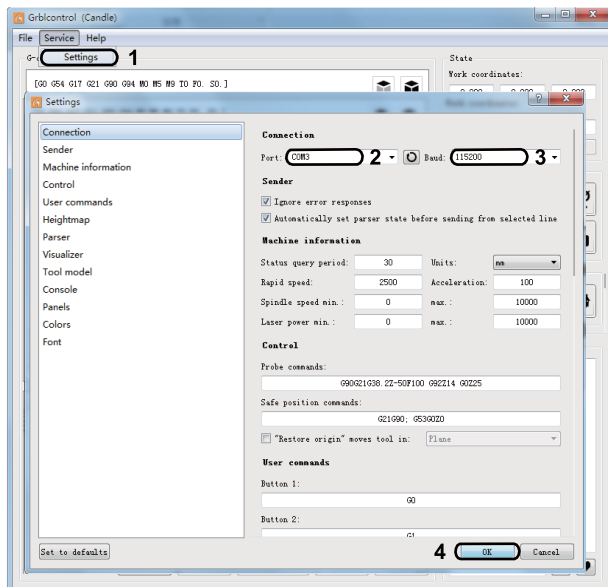 Grblcontrol (Candle)
File Service Help
Settings 1
State
[G0 G54 G17 G21 G90 G94 M0 M5 M9 T0 F0. S0.]
Work coordinates:
Settings
Connection
Sender
Machine information
Control
User commands
Heightmap
Parser
Visualizer
Tool model
Console
Panels
Colors
Font
Connection
Port: COM3 2 Baud: 115200 3
Sender
Ignore error responses
Automatically set parser state before sending from selected line
Machine information
Status query period: 30 Units: mm
Rapid speed: 2500 Acceleration: 100
Spindle speed min.: 0 max.: 10000
Laser power min.: 0 max.: 10000
Control
Probe commands:
G90G21G38.2Z-50F100 G92Z14 G0Z25
Safe position commands:
G21G90; G53G0Z0
"Restore origin" moves tool in: Plane
User commands
Button 1:
G0
Button 2:
G1
Set to defaults 4 OK Cancel